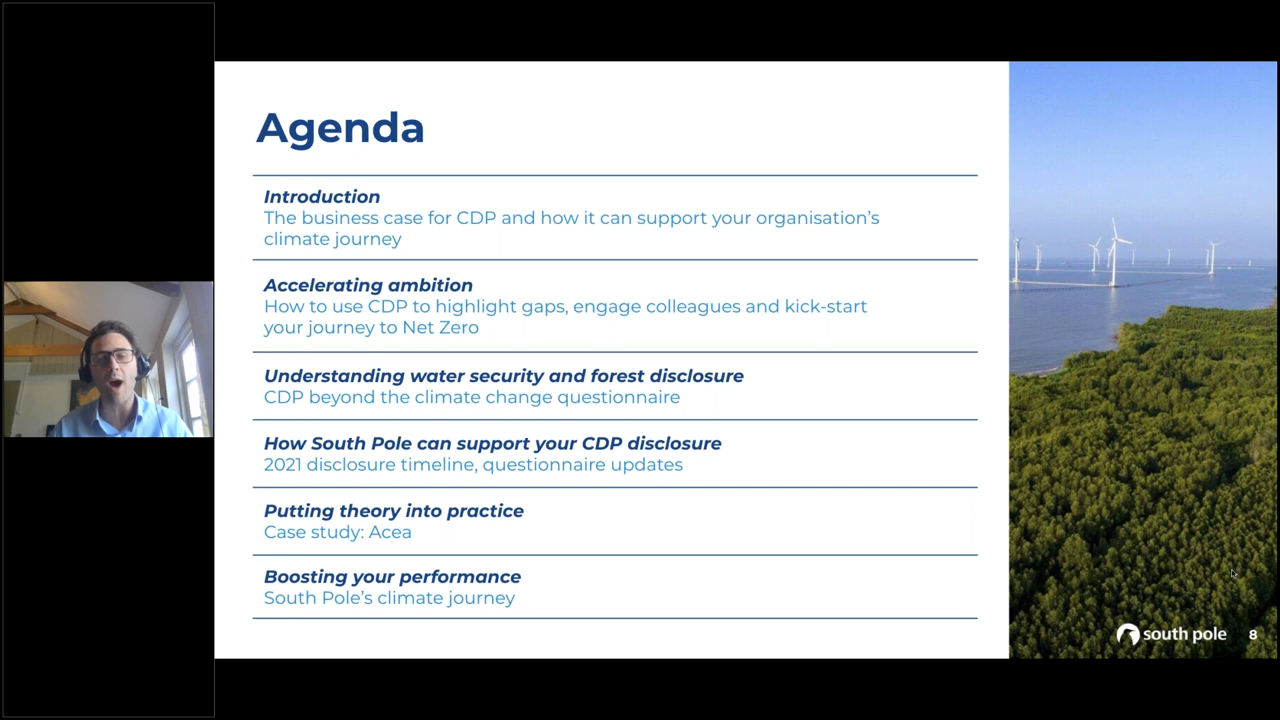 Agenda
Introduction
The business case for CDP and how it can support your organisation's
climate journey
Accelerating ambition
How to use CDP to highlight gaps, engage colleagues and kick-start
your journey to Net Zero
Understanding water security and forest disclosure
CDP beyond the climate change questionnaire
How South Pole can support your CDP disclosure
2021 disclosure timeline, questionnaire updates
Putting theory into practice
Case study: Acea
Boosting your performance
South Pole's climate journey
south pole 8